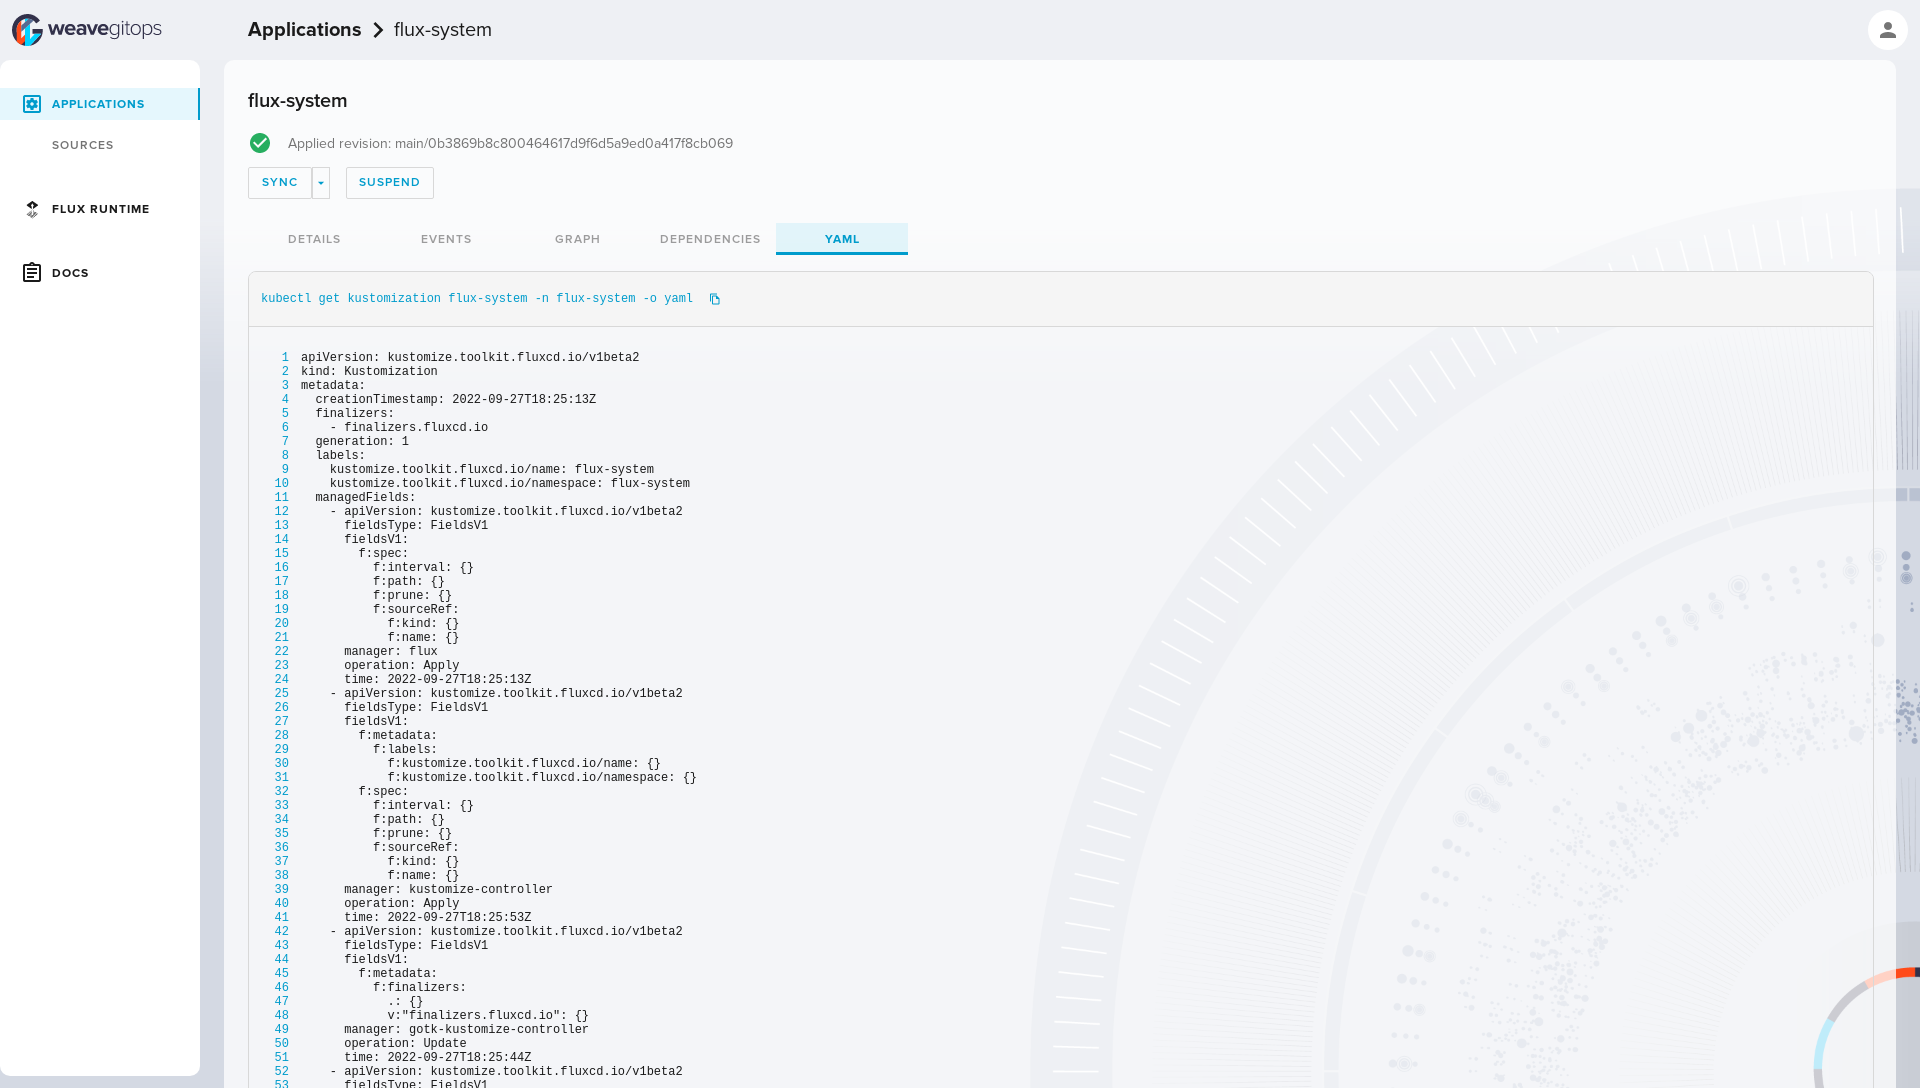 weavegitops
Applications > flux-system
APPLICATIONS
SOURCES
FLUX RUNTIME
DOCS
flux-system
Applied revision: main/0b3869b8c800464617d9f6d5a9ed0a417f8cb069
SYNC
SUSPEND
DETAILS EVENTS GRAPH DEPENDENCIES YAML
kubectl get kustomization flux-system -n flux-system -o yaml
1 apiVersion: kustomize.toolkit.fluxcd.io/v1beta2
2 kind: Kustomization
3 metadata:
4   creationTimestamp: 2022-09-27T18:25:13Z
5   finalizers:
6     - finalizers.fluxcd.io
7   generation: 1
8   labels:
9     kustomize.toolkit.fluxcd.io/name: flux-system
10     kustomize.toolkit.fluxcd.io/namespace: flux-system
11   managedFields:
12     - apiVersion: kustomize.toolkit.fluxcd.io/v1beta2
13       fieldsType: FieldsV1
14       fieldsV1:
15         f:spec:
16           f:interval: {}
17           f:path: {}
18           f:prune: {}
19           f:sourceRef:
20             f:kind: {}
21             f:name: {}
22       manager: flux
23       operation: Apply
24       time: 2022-09-27T18:25:13Z
25     - apiVersion: kustomize.toolkit.fluxcd.io/v1beta2
26       fieldsType: FieldsV1
27       fieldsV1:
28         f:metadata:
29           f:labels:
30             f:kustomize.toolkit.fluxcd.io/name: {}
31             f:kustomize.toolkit.fluxcd.io/namespace: {}
32         f:spec:
33           f:interval: {}
34           f:path: {}
35           f:prune: {}
36           f:sourceRef:
37             f:kind: {}
38             f:name: {}
39       manager: kustomize-controller
40       operation: Apply
41       time: 2022-09-27T18:25:53Z
42     - apiVersion: kustomize.toolkit.fluxcd.io/v1beta2
43       fieldsType: FieldsV1
44       fieldsV1:
45         f:metadata:
46           f:finalizers:
47             .: {}
48             v:"finalizers.fluxcd.io": {}
49       manager: gotk-kustomize-controller
50       operation: Update
51       time: 2022-09-27T18:25:44Z
52     - apiVersion: kustomize.toolkit.fluxcd.io/v1beta2
53       fieldsType: FieldsV1